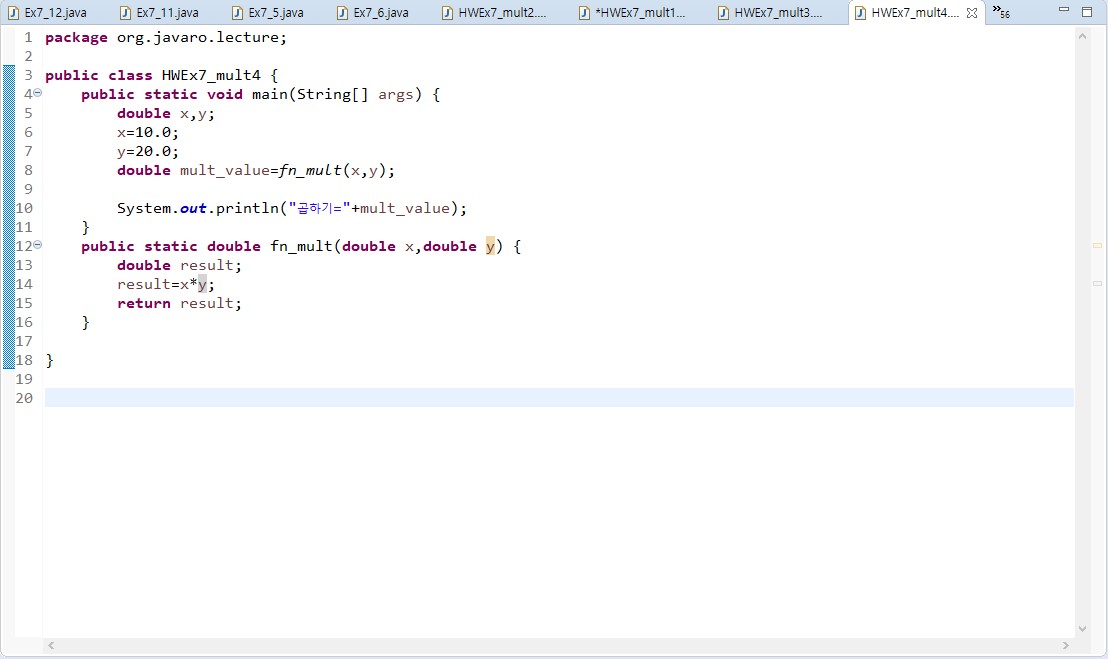 Ex7_12.java Ex7_11.java Ex7_5.java Ex7_6.java HWEx7_mult2.... *HWEx7_mult1... HWEx7_mult3.... HWEx7_mult4.... »56
1 package org.javaro.lecture;
2
3 public class HWEx7_mult4 {
4 public static void main(String[] args) {
5 double x,y;
6 x=10.0;
7 y=20.0;
8 double mult_value=fn_mult(x,y);
9
10 System.out.println("곱하기="+mult_value);
11 }
12 public static double fn_mult(double x,double y) {
13 double result;
14 result=x*y;
15 return result;
16 }
17
18 }
19
20